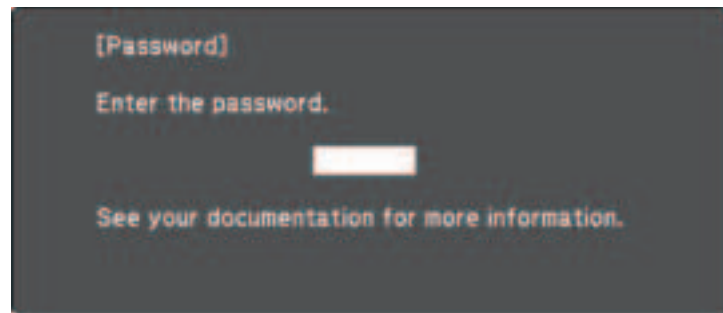 [Password]
Enter the password.
See your documentation for more information.